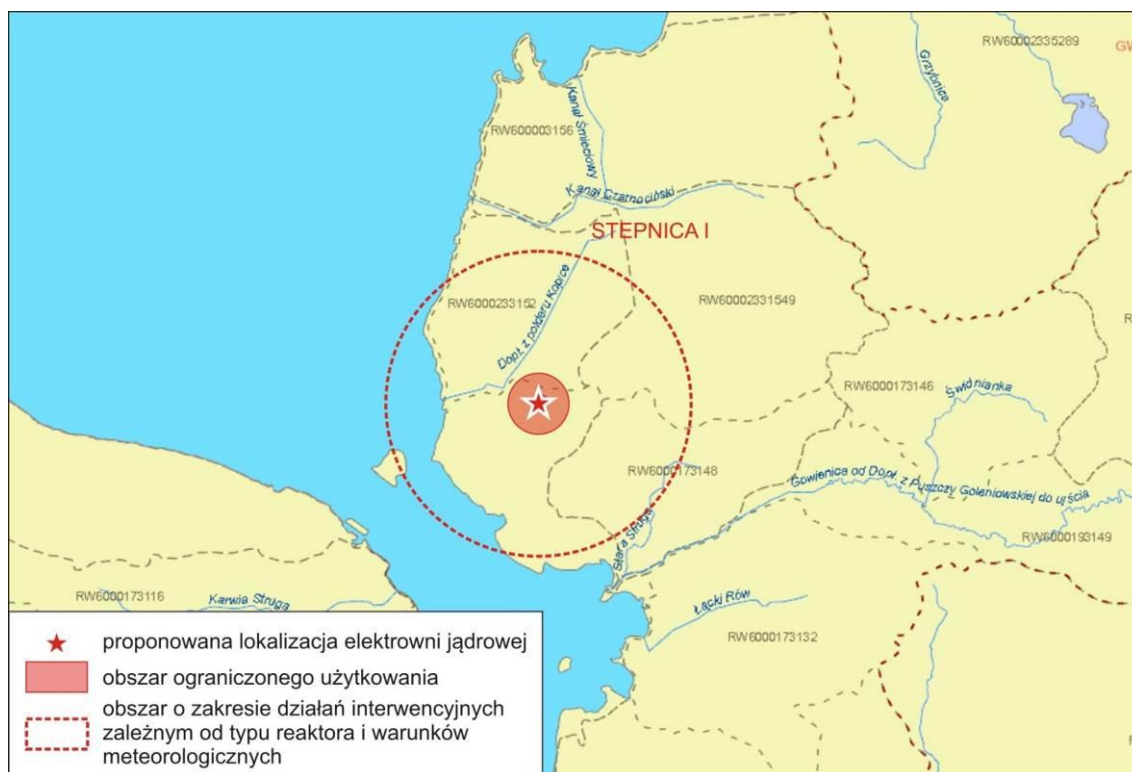 RW60002335289
GW
Grzybnica
Kanał Śmieciowy
RW600003156
Kanał Czarnociński
STEPNICA I
RW6000233152
RW60002331549
Dopł. z polderu Kopice
RW6000173146
Świdnianka
RW6000173148
Gowienica od Dopł. z Puszczy Goleniowskiej do ujścia
Stara Struga
RW6000193149
RW6000173116
Karwia Struga
Łącki Rów
RW6000173132
proponowana lokalizacja elektrowni jądrowej
obszar ograniczonego użytkowania
obszar o zakresie działań interwencyjnych
zależnym od typu reaktora i warunków
meteorologicznych